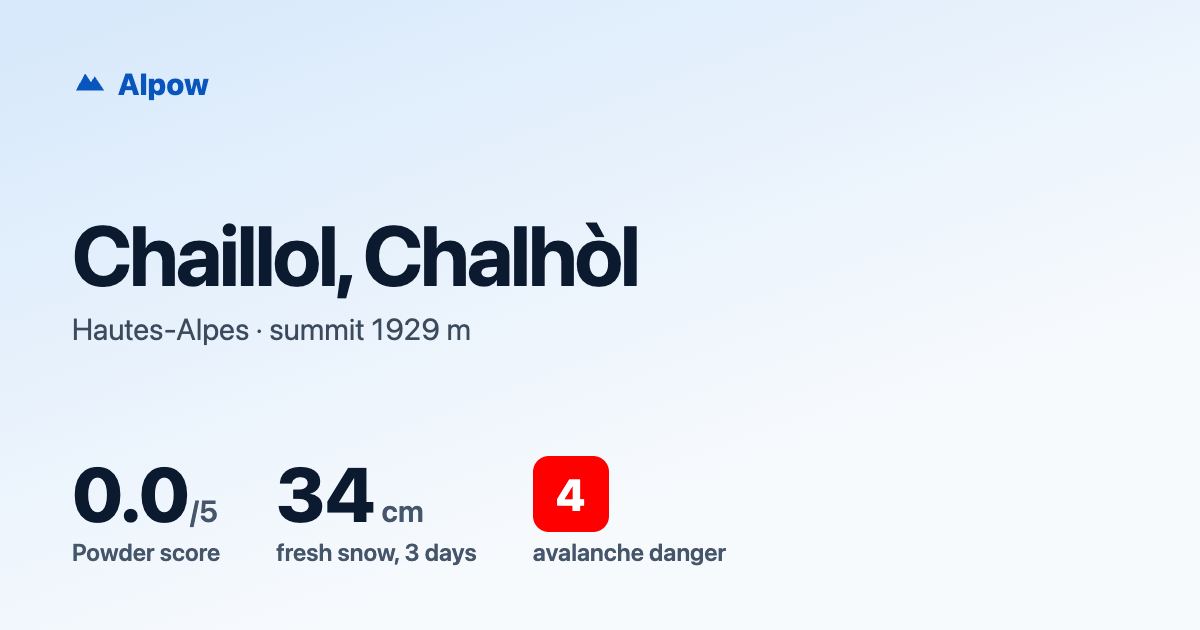 Alpow
Chaillol, Chalhòl
Hautes-Alpes · summit 1929 m
0.0/5
Powder score
34 cm
fresh snow, 3 days
4
avalanche danger